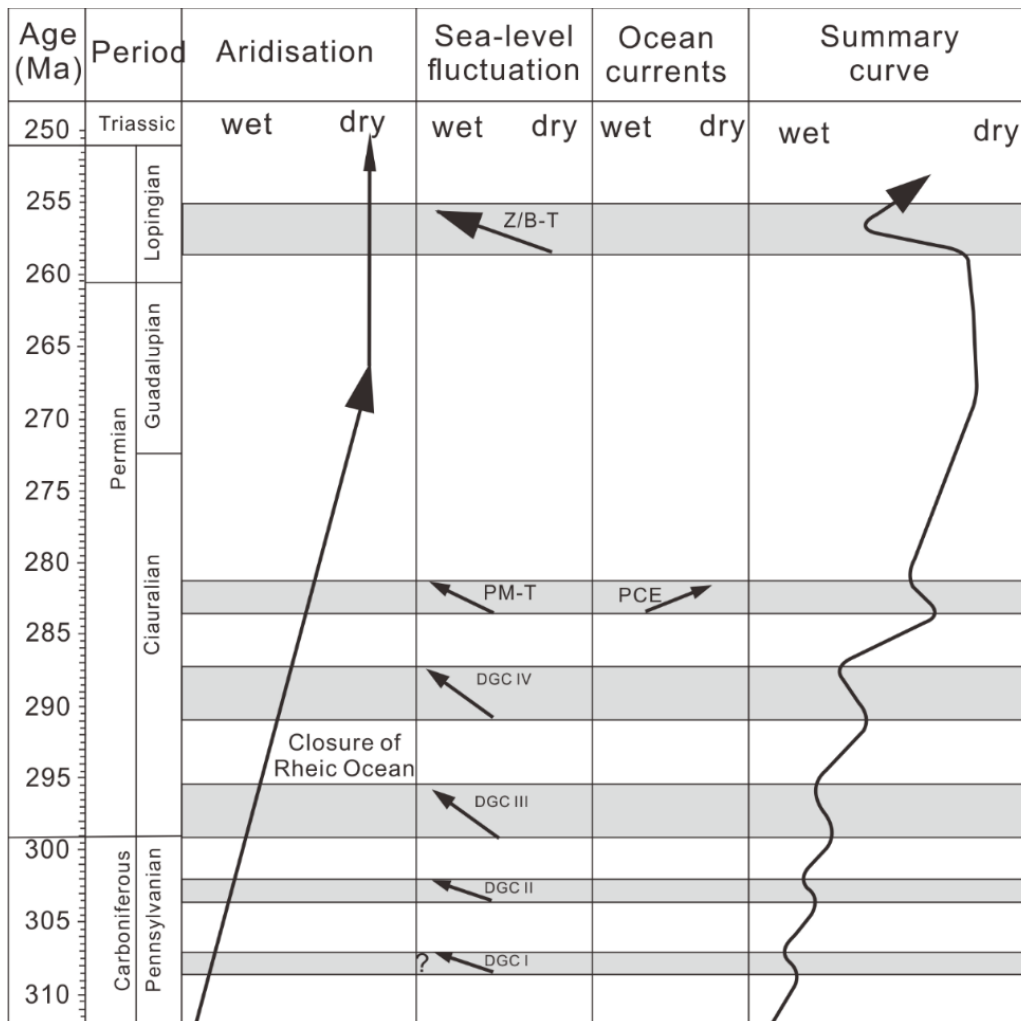 Age
(Ma)
Period
Aridisation
Sea-level
fluctuation
Ocean
currents
Summary
curve
250
Triassic
wet
dry
wet
dry
wet
dry
wet
dry
255
Lopingian
Z/B-T
260
265
Guadalupian
270
Permian
275
280
Ciauralian
PM-T
PCE
285
DGC IV
290
Closure of
Rheic Ocean
295
DGC III
300
Carboniferous
Pennsylvanian
DGC II
305
?
DGC I
310